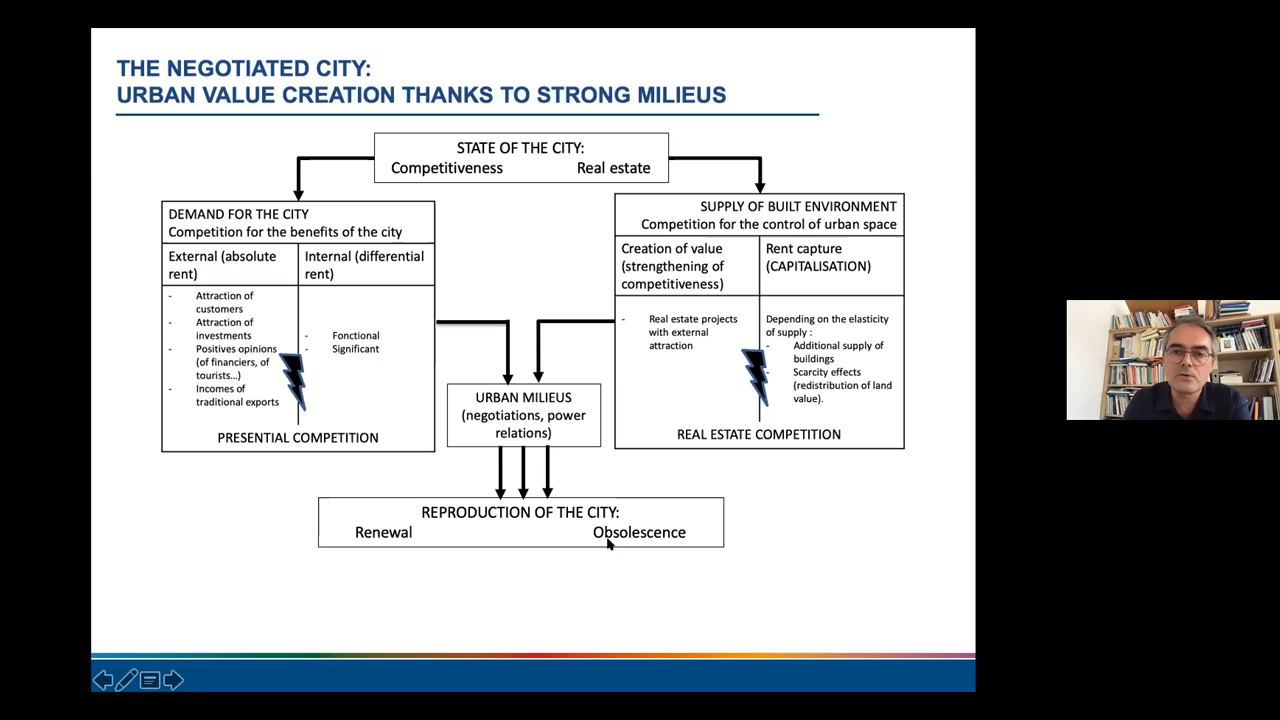 THE NEGOTIATED CITY:
URBAN VALUE CREATION THANKS TO STRONG MILIEUS
STATE OF THE CITY:
Competitiveness Real estate
DEMAND FOR THE CITY
Competition for the benefits of the city
External (absolute
rent)
Internal (differential
rent)
- Attraction of
customers
- Attraction of
investments
- Positives opinions
(of financiers, of
tourists...)
- Incomes of
traditional exports
- Fonctional
- Significant
PRESENTIAL COMPETITION
SUPPLY OF BUILT ENVIRONMENT
Competition for the control of urban space
Creation of value
(strengthening of
competitiveness)
Rent capture
(CAPITALISATION)
- Real estate projects
with external
attraction
Depending on the elasticity
of supply :
- Additional supply of
buildings
- Scarcity effects
(redistribution of land
value).
REAL ESTATE COMPETITION
URBAN MILIEUS
(negotiations, power
relations)
REPRODUCTION OF THE CITY:
Renewal Obsolescence